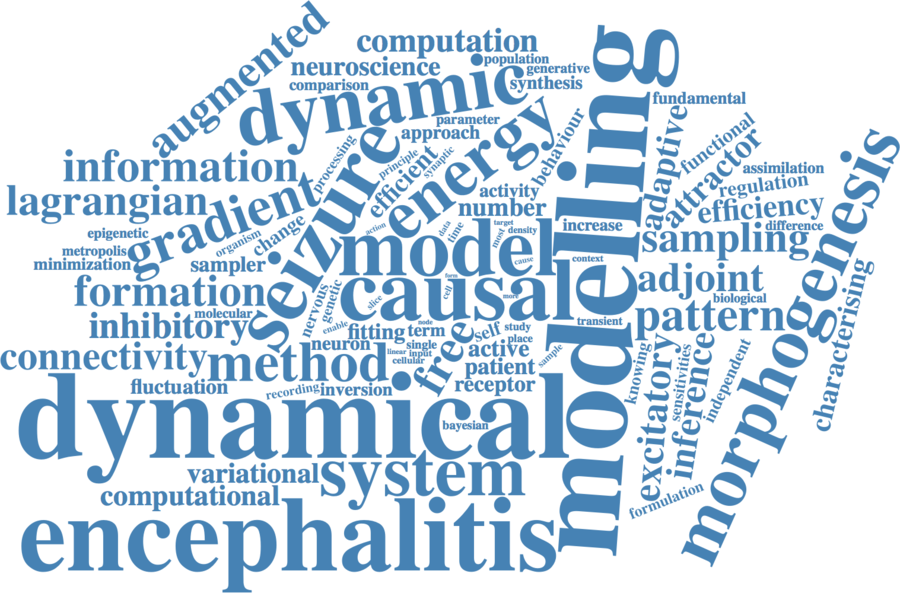 augmented
computation
population
neuroscience
generative
comparison
synthesis
dynamic
parameter
approach
fundamental
modelling
energy
behaviour
adaptive
functional
attractor
assimilation
regulation
information
processing
seizure
principle
synaptic
efficient
activity
number
efficiency
difference
lagrangian
gradient
epigenetic
organism
change
action
data
time
target
most
density
increase
sampling
metropolis
minimization
sampler
model
cause
context
morphogenesis
formation
molecular
nervous
genetic
slice
causal
form
cell
more
adjoint
biological
characterising
inhibitory
enable
fitting
node
term
self
study
place
transient
pattern
connectivity
method
neuron
linear
single
input
cellular
free
active
sample
patient
receptor
knowing
excitatory
sensitivities
inference
independent
fluctuation
recording
inversion
dynamical
bayesian
variational
system
computational
formulation
encephalitis